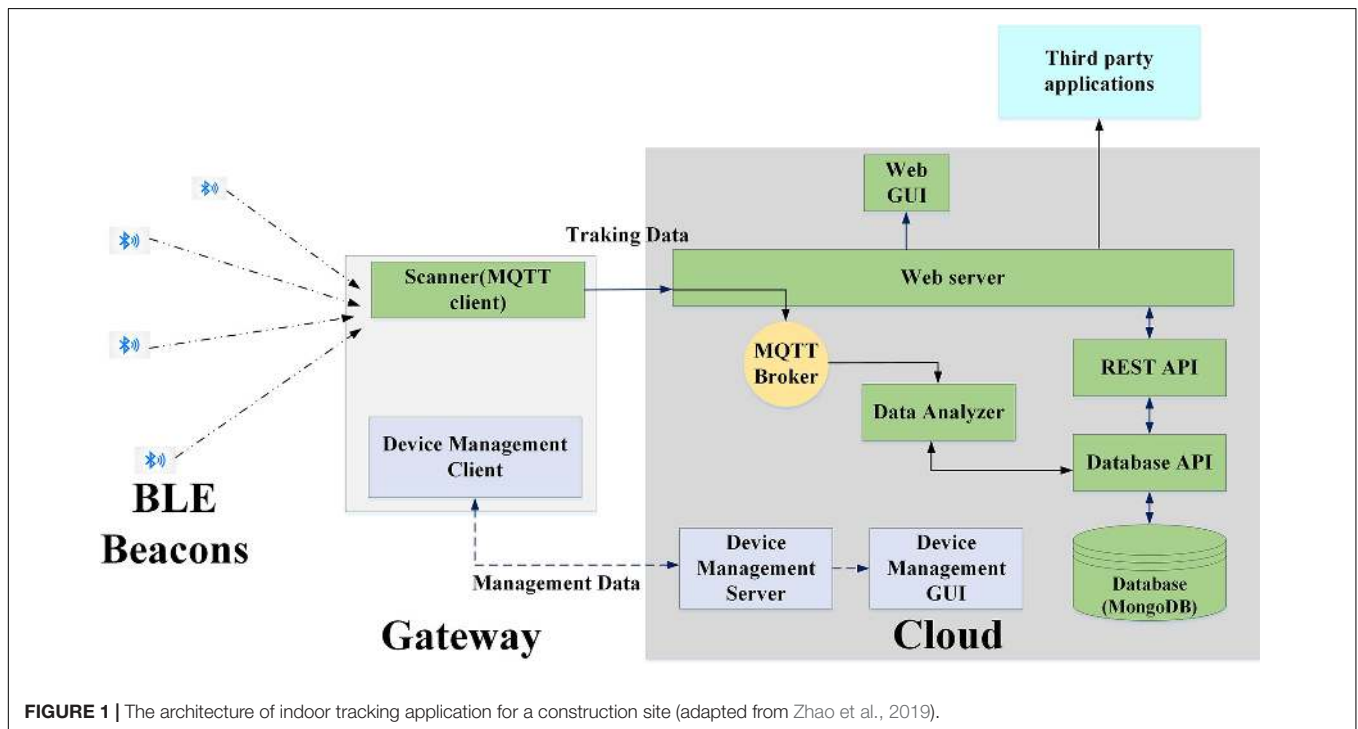 Third party
applications
Web
GUI
Traking Data
Scanner(MQTT
client)
Web server
MQTT
Broker
REST API
Data Analyzer
Device Management
Client
Database API
BLE
Beacons
Management Data
Device
Management
Server
Device
Management
GUI
Database
(MongoDB)
Gateway
Cloud
FIGURE 1 | The architecture of indoor tracking application for a construction site (adapted from Zhao et al., 2019).